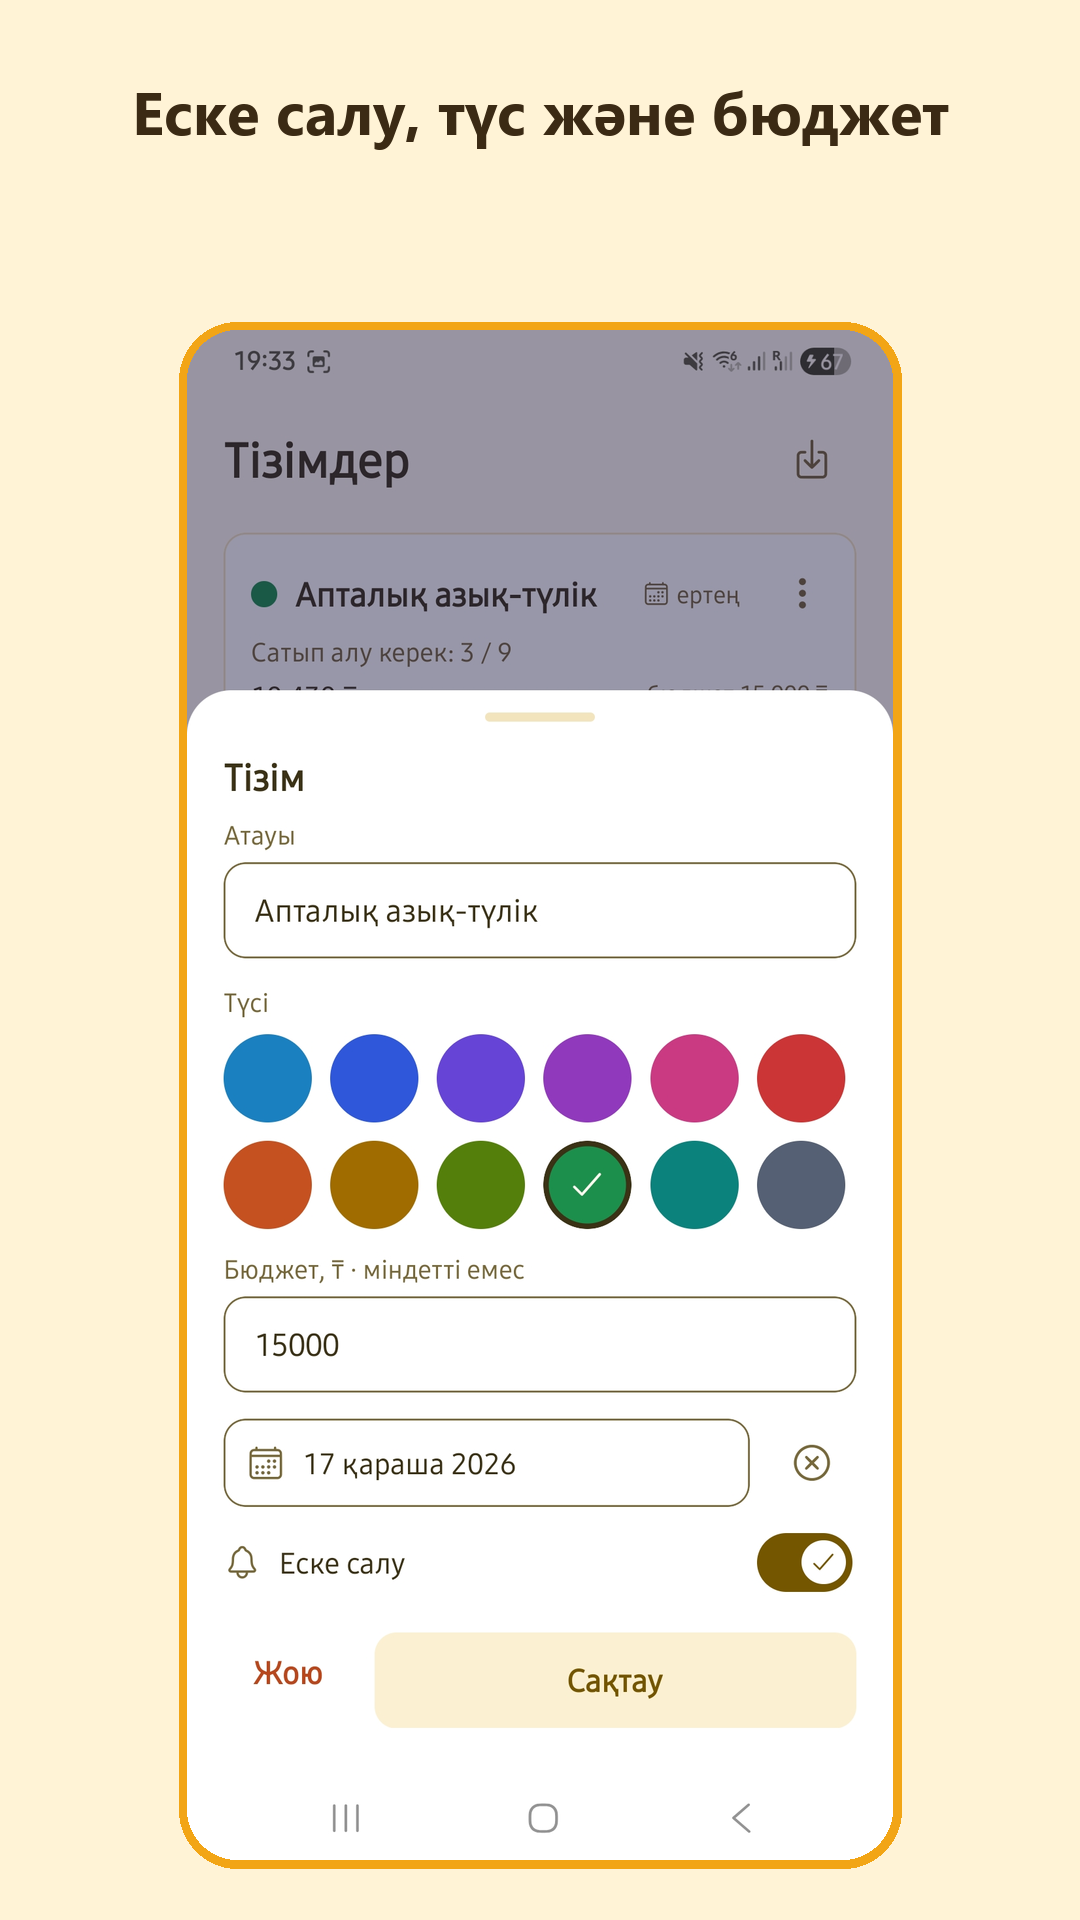 Еске салу, түс және бюджет
19:33
67
Тізімдер
Апталық азық-түлік
ертең
Сатып алу керек: 3 / 9
Тізім
Атауы
Апталық азық-түлік
Түсі
Бюджет, ₸ · міндетті емес
15000
17 қараша 2026
Еске салу
Жою
Сақтау